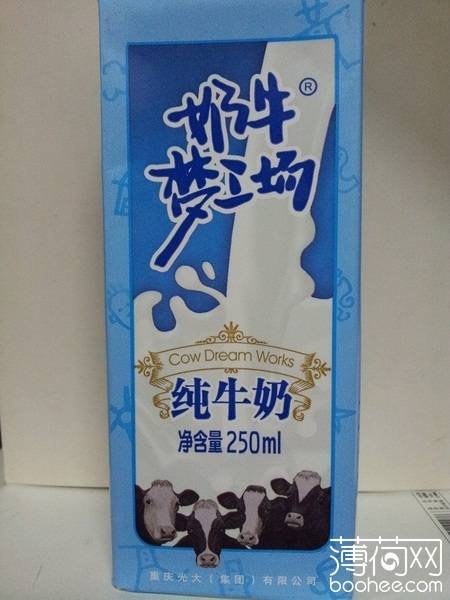 奶牛®
梦工场
Cow Dream Works
纯牛奶
净含量250ml
重庆光大(集团)有限公司
薄荷网
boohee.com